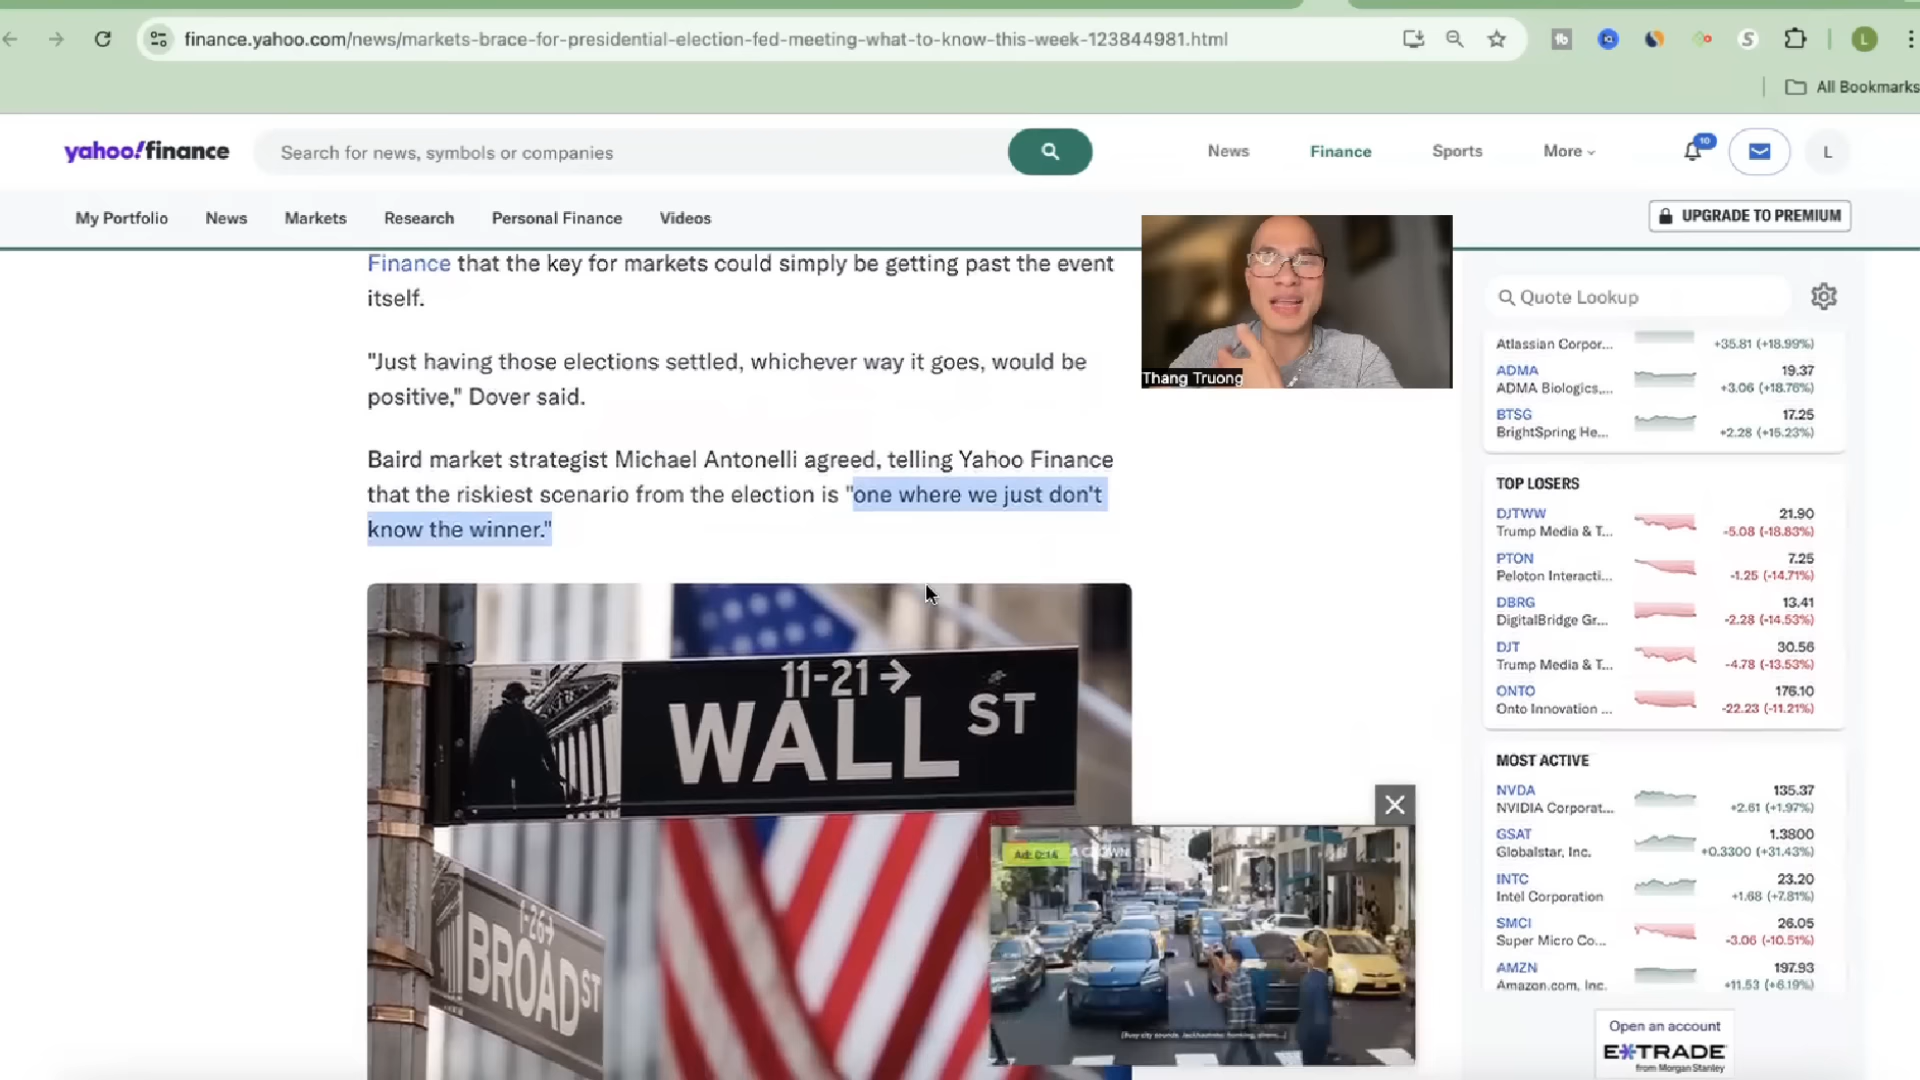 finance.yahoo.com/news/markets-brace-for-presidential-election-fed-meeting-what-to-know-this-week-123844981.html
L
All Bookmarks
yahoo!finance
Search for news, symbols or companies
News
Finance
Sports
More
10
L
My Portfolio
News
Markets
Research
Personal Finance
Videos
UPGRADE TO PREMIUM
Finance that the key for markets could simply be getting past the event
itself.
"Just having those elections settled, whichever way it goes, would be
positive," Dover said.
Baird market strategist Michael Antonelli agreed, telling Yahoo Finance
that the riskiest scenario from the election is "one where we just don't
know the winner."
Thang Truong
11-21→
WALL ST
1-26→
BROAD ST
Ad: 0:14
Quote Lookup
Atlassian Corpor...
+35.81 (+18.99%)
ADMA 19.37
ADMA Biologics,... +3.06 (+18.76%)
BTSG 17.25
BrightSpring He... +2.28 (+15.23%)
TOP LOSERS
DJTWW 21.90
Trump Media & T... -5.08 (-18.83%)
PTON 7.25
Peloton Interacti... -1.25 (-14.71%)
DBRG 13.41
DigitalBridge Gr... -2.28 (-14.53%)
DJT 30.56
Trump Media & T... -4.78 (-13.53%)
ONTO 176.10
Onto Innovation ... -22.23 (-11.21%)
MOST ACTIVE
NVDA 135.37
NVIDIA Corporat... +2.61 (+1.97%)
GSAT 1.3800
Globalstar, Inc. +0.3300 (+31.43%)
INTC 23.20
Intel Corporation +1.68 (+7.81%)
SMCI 26.05
Super Micro Co... -3.06 (-10.51%)
AMZN 197.93
Amazon.com, Inc. +11.53 (+6.19%)
Open an account
E*TRADE
from Morgan Stanley